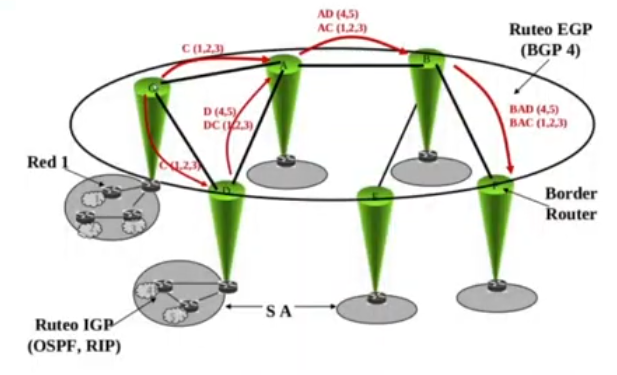 AD (4,5)
AC (1,2,3)
Ruteo EGP
(BGP 4)
C (1,2,3)
A
B
C
D (4,5)
DC (1,2,3)
BAD (4,5)
BAC (1,2,3)
C (1,2,3)
Red 1
D
E
Border
Router
S A
Ruteo IGP
(OSPF, RIP)